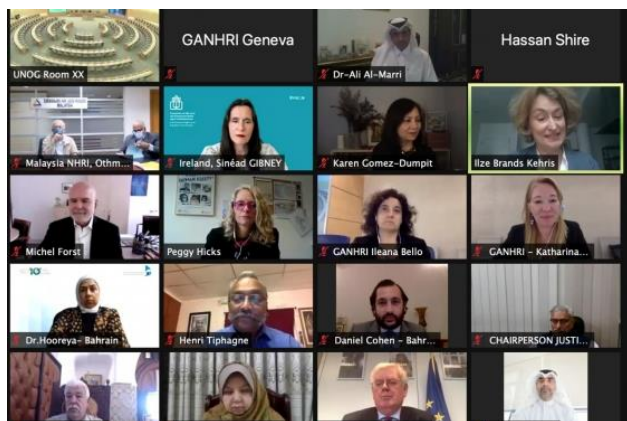 GANHRI Geneva
Hassan Shire
UNOG Room XX
Dr-Ali Al-Marri
Malaysia NHRI, Othm...
Ireland, Sinéad GIBNEY
Karen Gomez-Dumpit
Ilze Brands Kehris
Michel Forst
Peggy Hicks
GANHRI Ileana Bello
GANHRI - Katharina...
Dr.Hooreya- Bahrain
Henri Tiphagne
Daniel Cohen - Bahr...
CHAIRPERSON JUSTI...